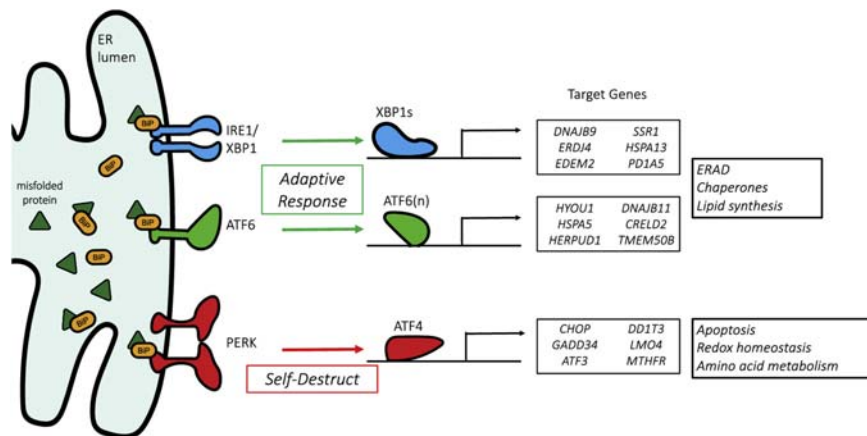 ER
lumen
misfolded
protein
BiP
BiP
BiP
BiP
BiP
BiP
BiP
IRE1/
XBP1
ATF6
PERK
Adaptive
Response
Self-Destruct
XBP1s
ATF6(n)
ATF4
Target Genes
DNAJB9 SSR1
ERDJ4 HSPA13
EDEM2 PD1A5
HYOU1 DNAJB11
HSPA5 CRELD2
HERPUD1 TMEM50B
CHOP DD1T3
GADD34 LMO4
ATF3 MTHFR
ERAD
Chaperones
Lipid synthesis
Apoptosis
Redox homeostasis
Amino acid metabolism